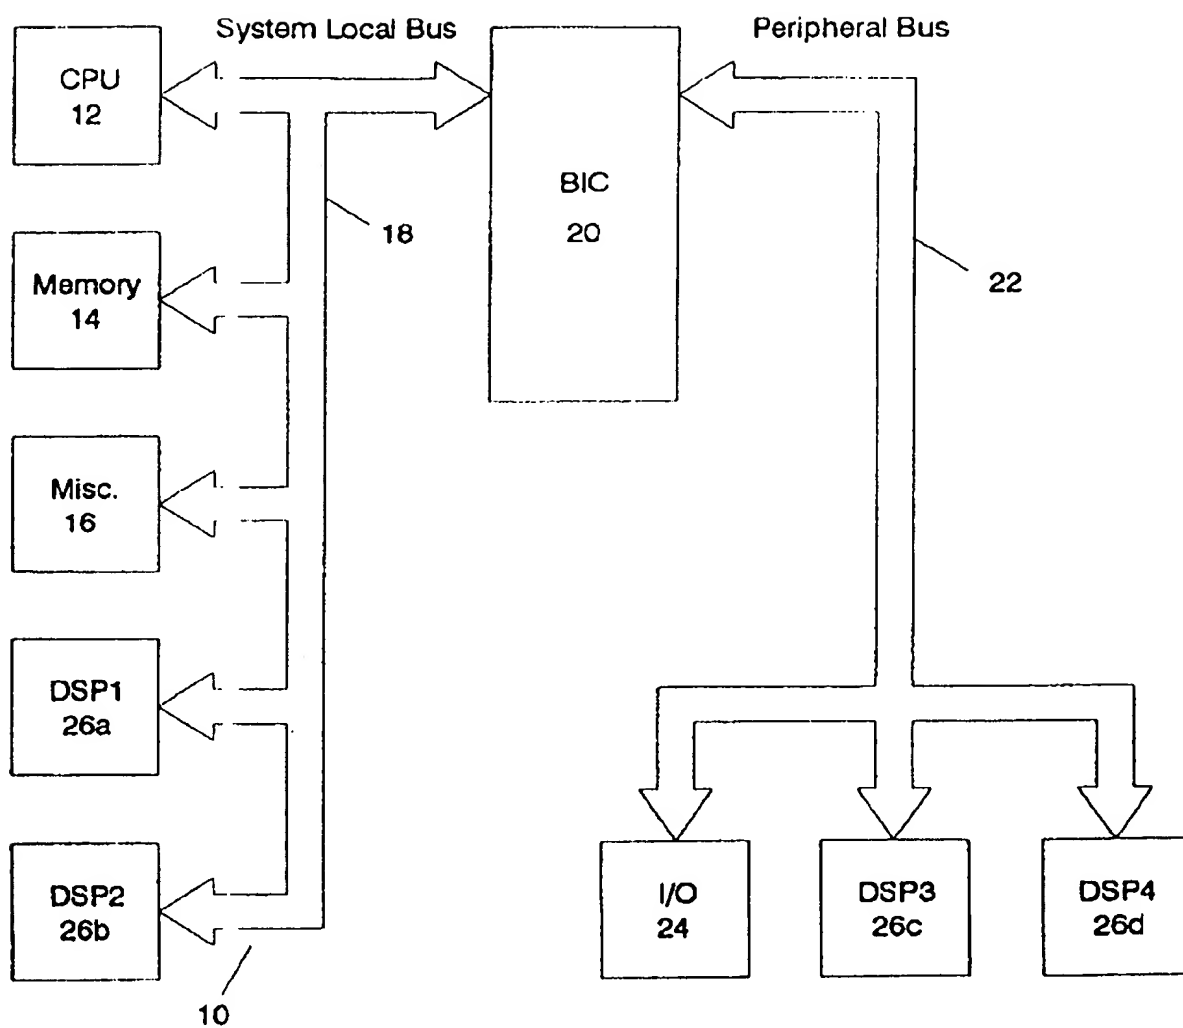 System Local Bus
Peripheral Bus
CPU
12
BIC
20
18
22
Memory
14
Misc.
16
DSP1
26a
DSP2
26b
I/O
24
DSP3
26c
DSP4
26d
10